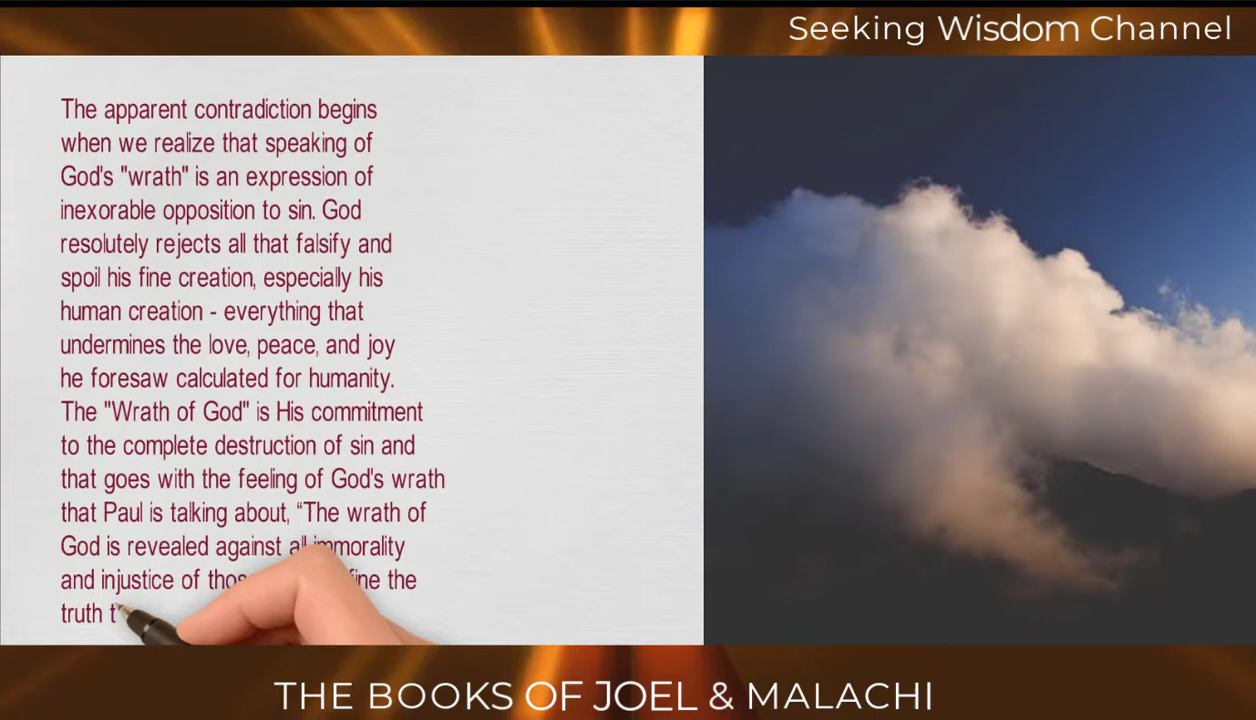 Seeking Wisdom Channel
The apparent contradiction begins
when we realize that speaking of
God's "wrath" is an expression of
inexorable opposition to sin. God
resolutely rejects all that falsify and
spoil his fine creation, especially his
human creation - everything that
undermines the love, peace, and joy
he foresaw calculated for humanity.
The "Wrath of God" is His commitment
to the complete destruction of sin and
that goes with the feeling of God's wrath
that Paul is talking about, “The wrath of
God is revealed against all immorality
and injustice of the
truth
THE BOOKS OF JOEL & MALACHI